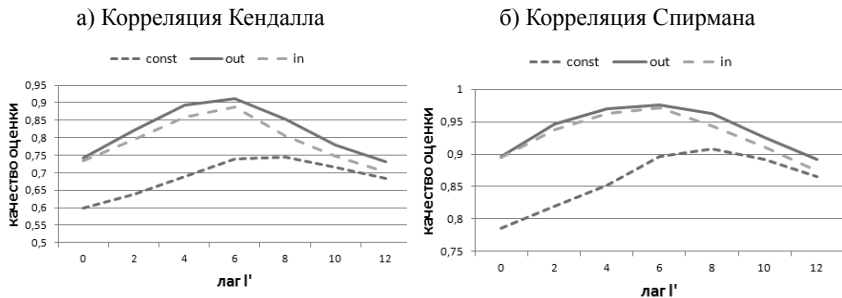 а) Корреляция Кендалла
const out in
0,95
0,9
0,85
0,8
0,75
0,7
0,65
0,6
0,55
0,5
качество оценки
0 2 4 6 8 10 12
лаг l'
б) Корреляция Спирмана
const out in
1
0,95
0,9
0,85
0,8
0,75
качество оценки
0 2 4 6 8 10 12
лаг l'